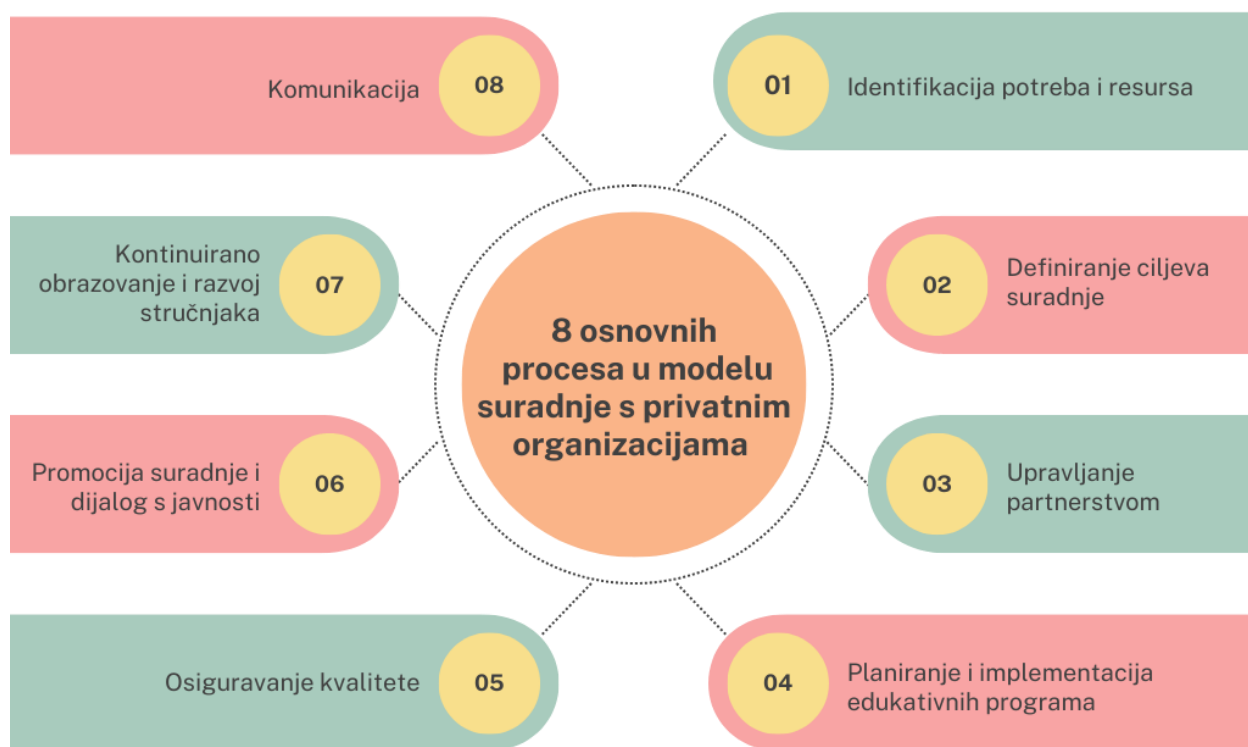 8 osnovnih
procesa u modelu
suradnje s privatnim
organizacijama
01
Identifikacija potreba i resursa
02
Definiranje ciljeva
suradnje
03
Upravljanje
partnerstvom
04
Planiranje i implementacija
edukativnih programa
05
Osiguravanje kvalitete
06
Promocija suradnje i
dijalog s javnosti
07
Kontinuirano
obrazovanje i razvoj
stručnjaka
08
Komunikacija